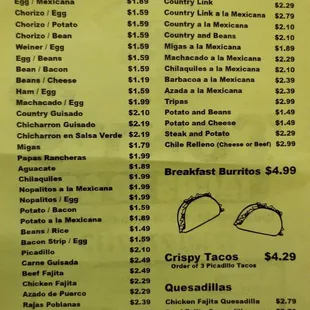 Egg / Mexicana $1.89
Chorizo / Egg $1.59
Chorizo / Potato $1.59
Chorizo / Bean $1.59
Weiner / Egg $1.59
Egg / Beans $1.59
Bean / Bacon $1.59
Beans / Cheese $1.19
Ham / Egg $1.59
Machacado / Egg $1.99
Country Guisado $2.10
Chicharron Guisado $2.19
Chicharron en Salsa Verde $2.19
Migas $1.79
Papas Rancheras $1.99
Aguacate $1.89
Chilaquiles $1.99
Nopalitos a la Mexicana $1.99
Nopalitos / Egg $1.99
Potato / Bacon $1.59
Potato a la Mexicana $1.89
Beans / Rice $1.49
Bacon Strip / Egg $1.59
Picadillo $2.10
Carne Guisada $2.49
Beef Fajita $2.49
Chicken Fajita $2.29
Azado de Puerco $2.49
Rajas Poblanas $2.39
Country Link $2.29
Country Link a la Mexicana $2.79
Country a la Mexicana $2.10
Country and Beans $2.10
Migas a la Mexicana $1.89
Machacado a la Mexicana $2.29
Chilaquiles a la Mexicana $2.10
Barbacoa a la Mexicana $2.39
Azada a la Mexicana $2.39
Tripas $2.99
Potato and Beans $1.49
Potato and Cheese $1.49
Steak and Potato $2.29
Chile Relleno (Cheese or Beef) $2.99
Breakfast Burritos $4.99
Crispy Tacos $4.29
Order of 3 Picadillo Tacos
Quesadillas
Chicken Fajita Quesadilla $2.79